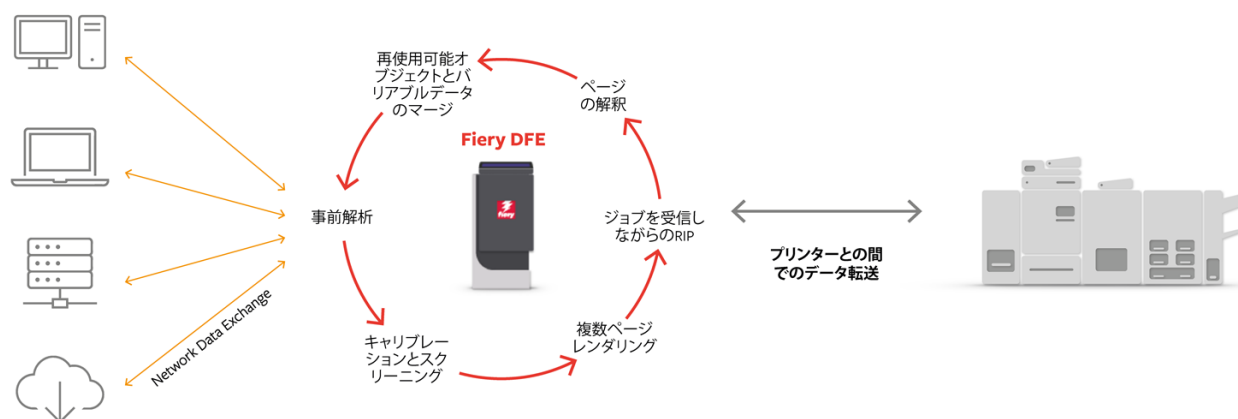 再使用可能オ
ブジェクトとバ
リアブルデータ
のマージ
ページ
の解釈
Fiery DFE
Fiery
事前解析
ジョブを受信し
ながらのRIP
プリンターとの間
でのデータ転送
Network Data Exchange
キャリブレー
ションとスク
リーニング
複数ページ
レンダリング